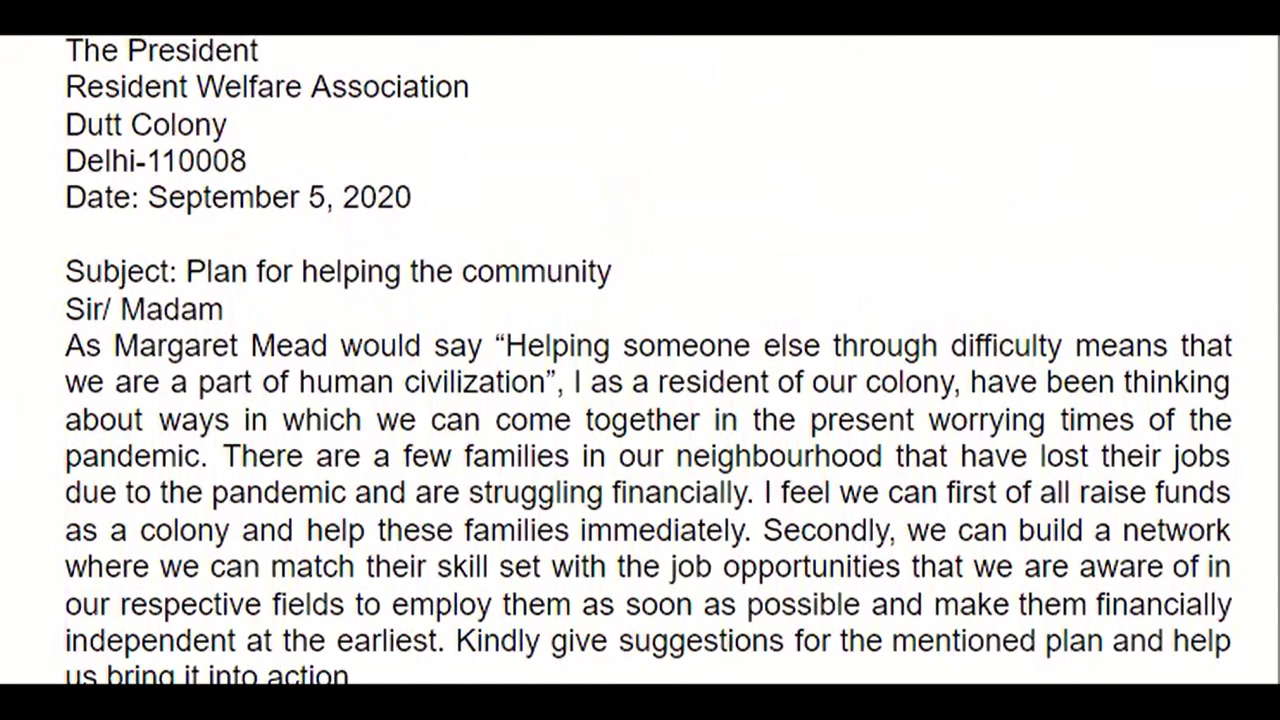 The President
Resident Welfare Association
Dutt Colony
Delhi-110008
Date: September 5, 2020
Subject: Plan for helping the community
Sir/ Madam
As Margaret Mead would say “Helping someone else through difficulty means that
we are a part of human civilization”, I as a resident of our colony, have been thinking
about ways in which we can come together in the present worrying times of the
pandemic. There are a few families in our neighbourhood that have lost their jobs
due to the pandemic and are struggling financially. I feel we can first of all raise funds
as a colony and help these families immediately. Secondly, we can build a network
where we can match their skill set with the job opportunities that we are aware of in
our respective fields to employ them as soon as possible and make them financially
independent at the earliest. Kindly give suggestions for the mentioned plan and help
us bring it into action